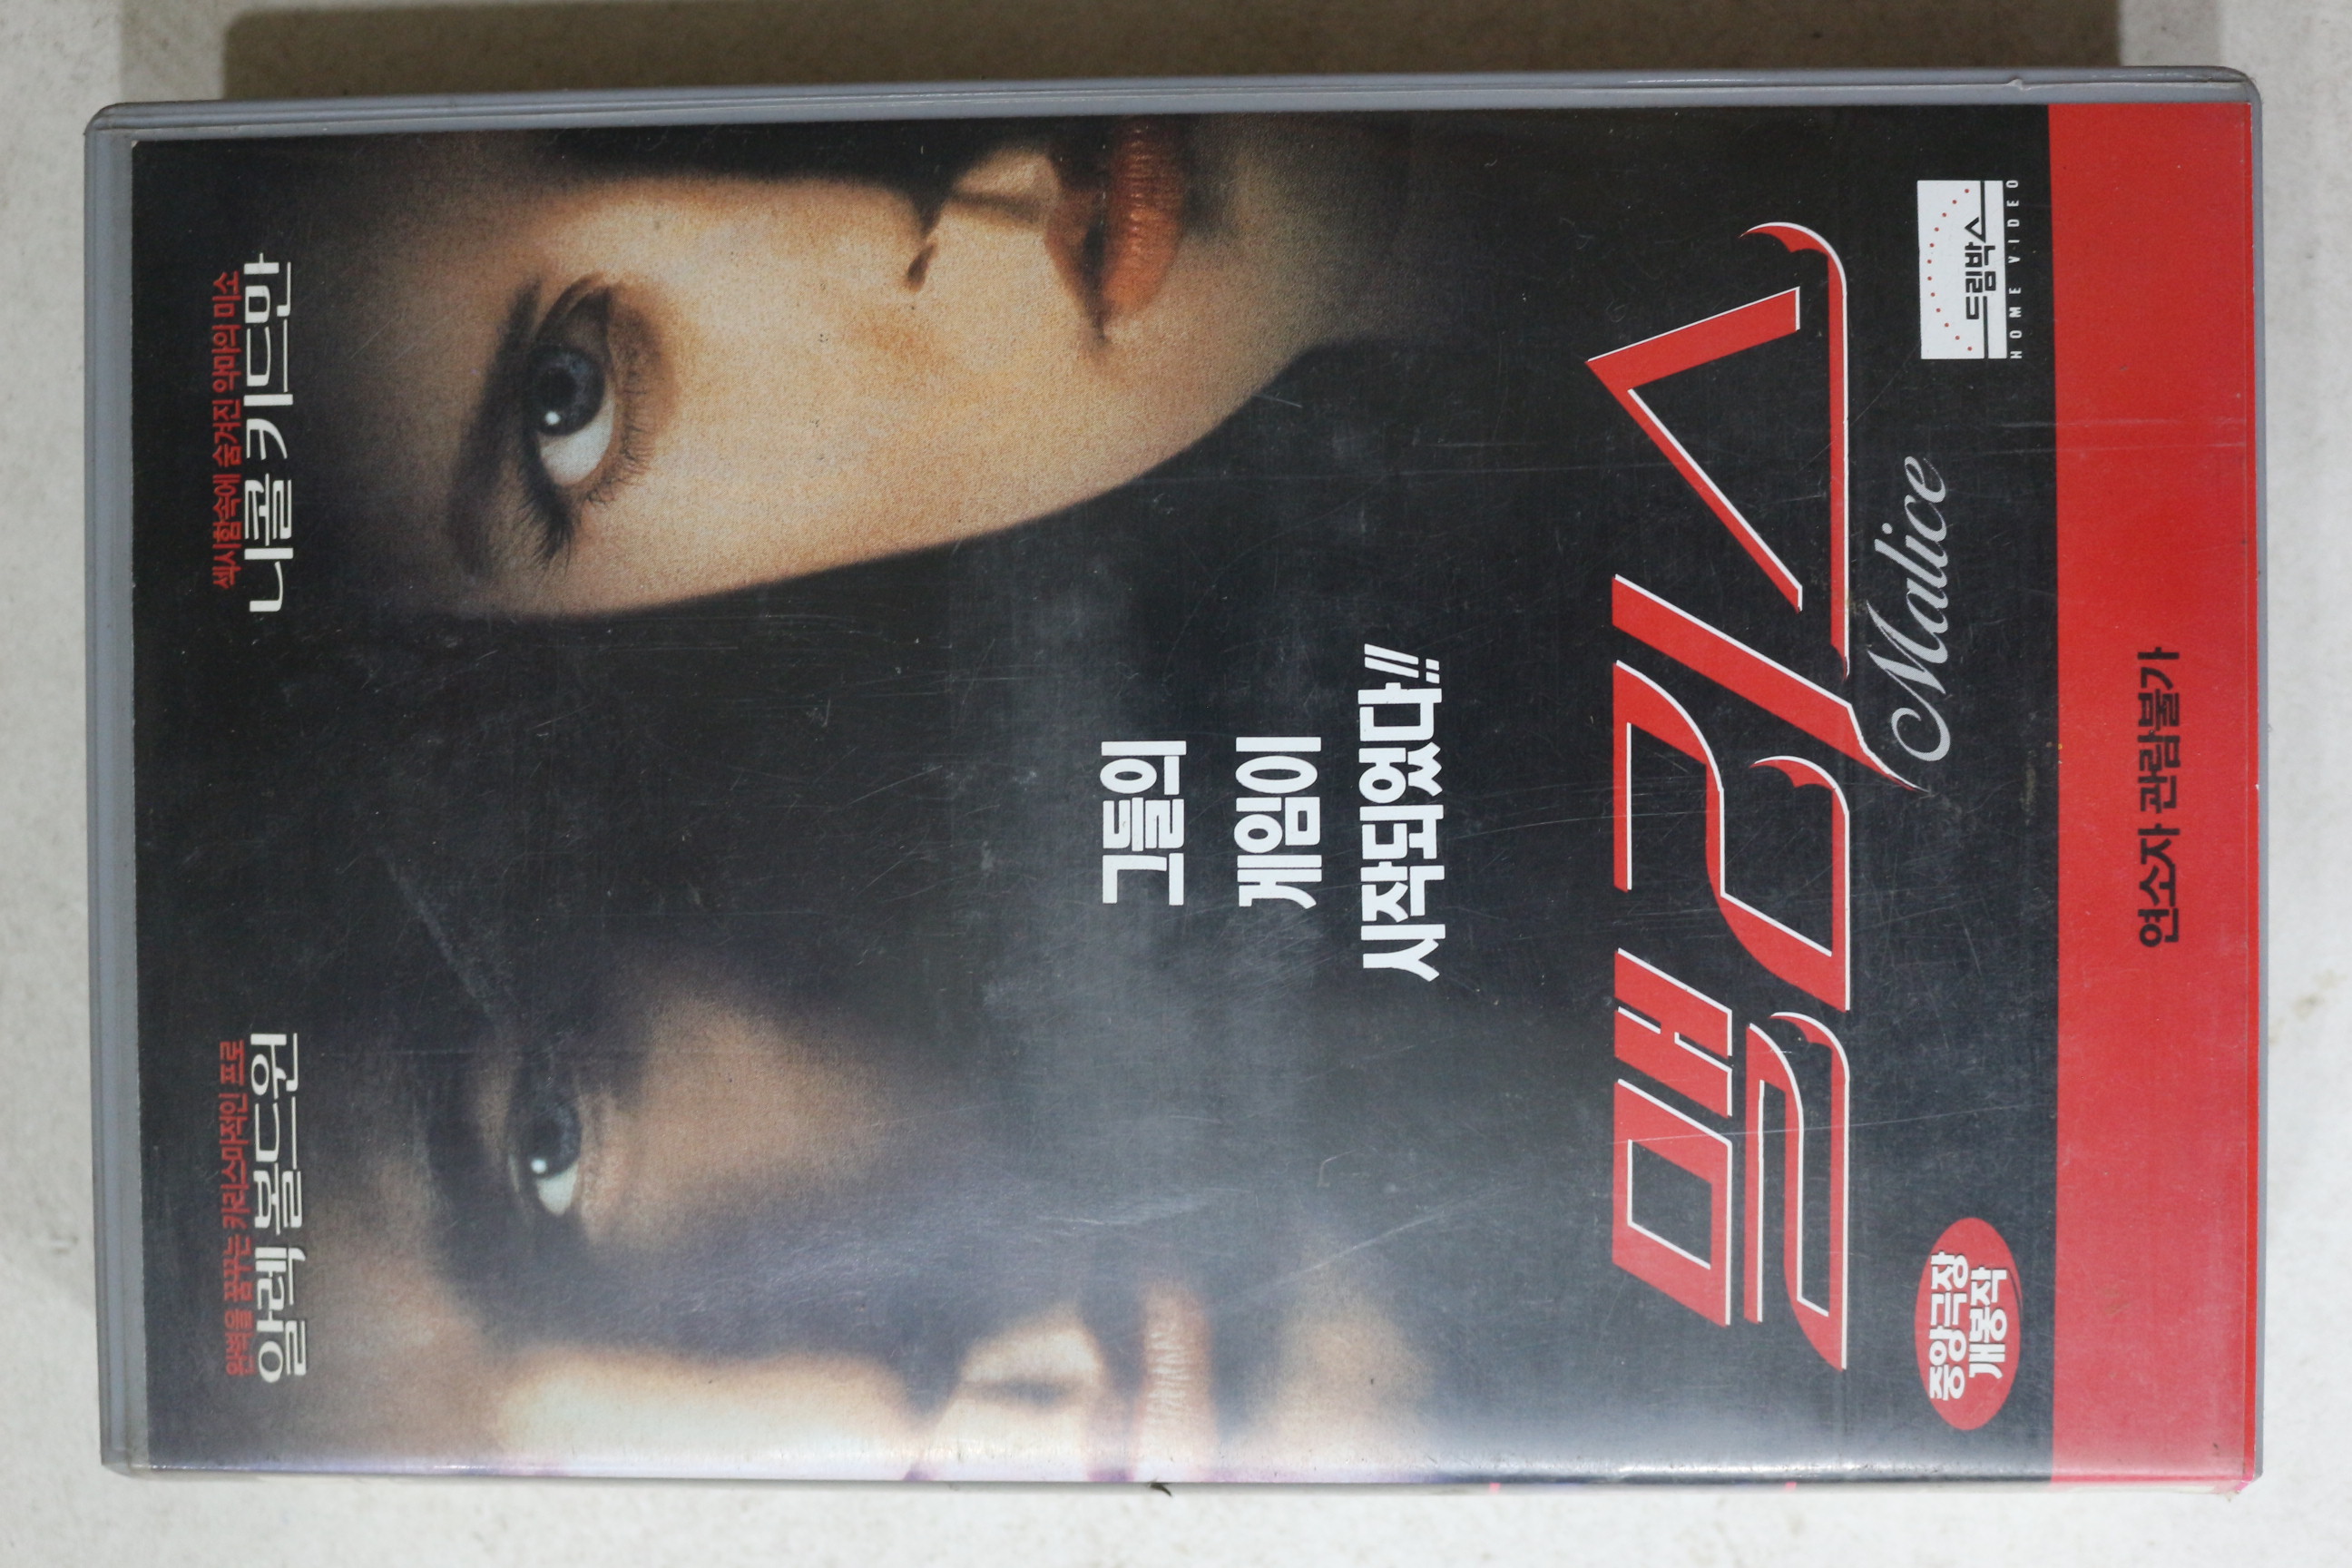 완벽을 꿈꾸는 카리스마적인 프로
알렉 볼드윈
섹시함속에 숨겨진 악마의 미소
니콜 키드만
그들의
게임이
시작되었다!!
맬리스
Malice
중앙극장
개봉작
드림박스
HOME VIDEO
연소자 관람불가